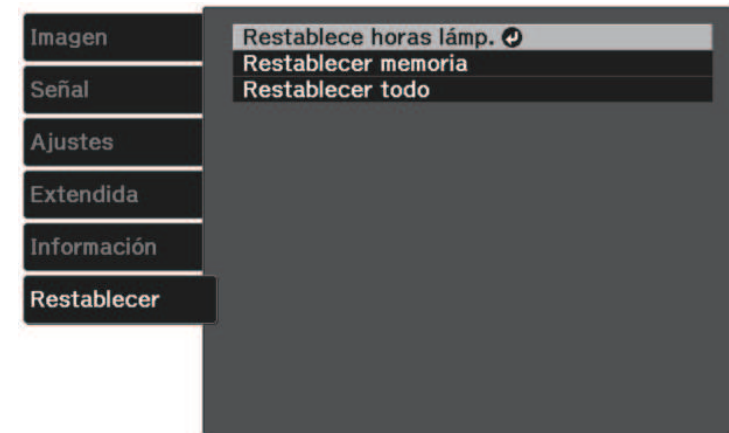 Imagen
Señal
Ajustes
Extendida
Información
Restablecer
Restablece horas lámp.
Restablecer memoria
Restablecer todo